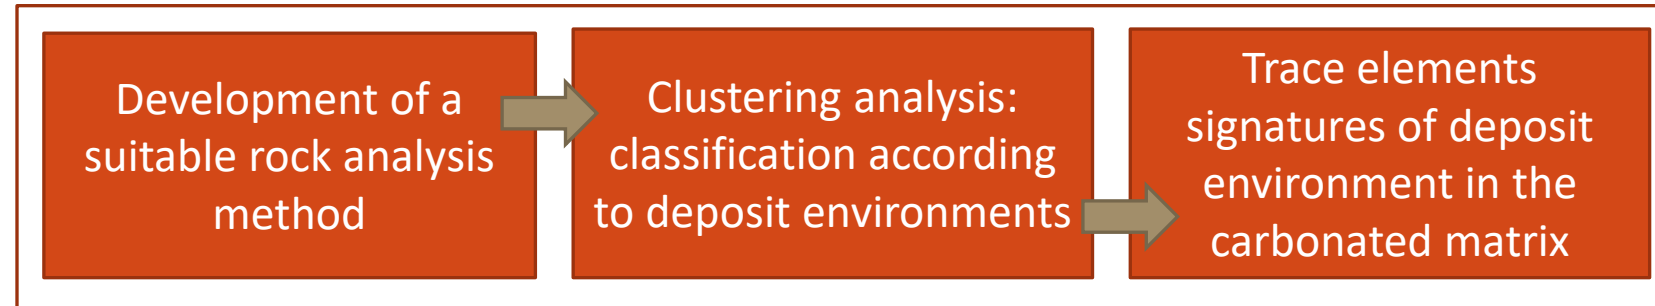 Development of a
suitable rock analysis
method
Clustering analysis:
classification according
to deposit environments
Trace elements
signatures of deposit
environment in the
carbonated matrix